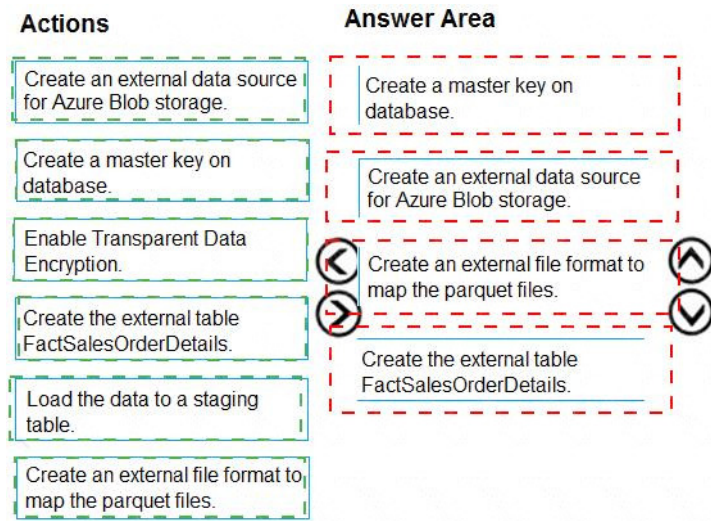 Actions
Create an external data source
for Azure Blob storage.
Create a master key on
database.
Enable Transparent Data
Encryption.
Create the external table
FactSalesOrderDetails.
Load the data to a staging
table.
Create an external file format to
map the parquet files.
Answer Area
Create a master key on
database.
Create an external data source
for Azure Blob storage.
Create an external file format to
map the parquet files.
Create the external table
FactSalesOrderDetails.